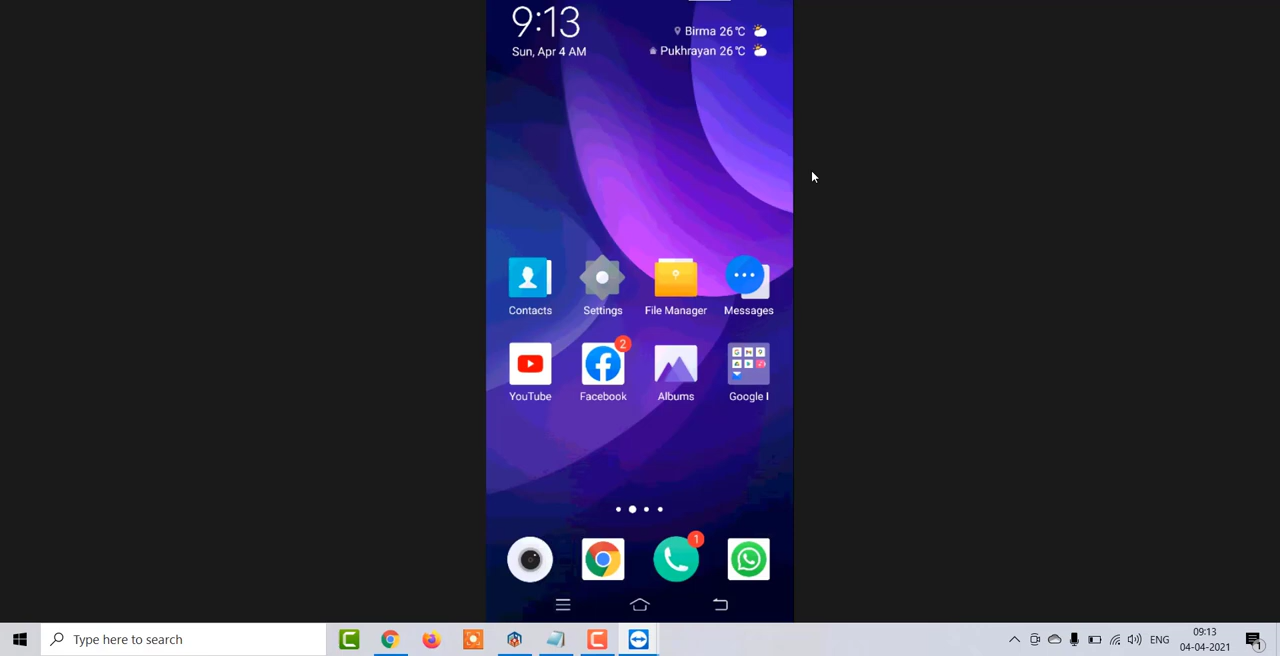 9:13
Sun, Apr 4 AM
Birma 26°C
Pukhrayan 26°C
Contacts
Settings
File Manager
Messages
YouTube
2
Facebook
Albums
Google I
1
Type here to search
ENG
09:13
04-04-2021
1